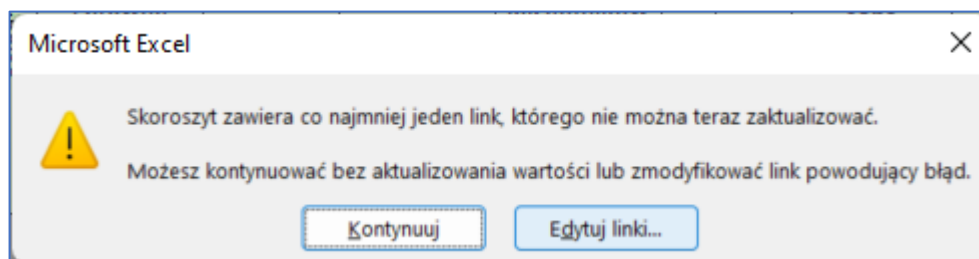 Microsoft Excel
Skoroszyt zawiera co najmniej jeden link, którego nie można teraz zaktualizować.
Możesz kontynuować bez aktualizowania wartości lub zmodyfikować link powodujący błąd.
Kontynuuj
Edytuj linki...